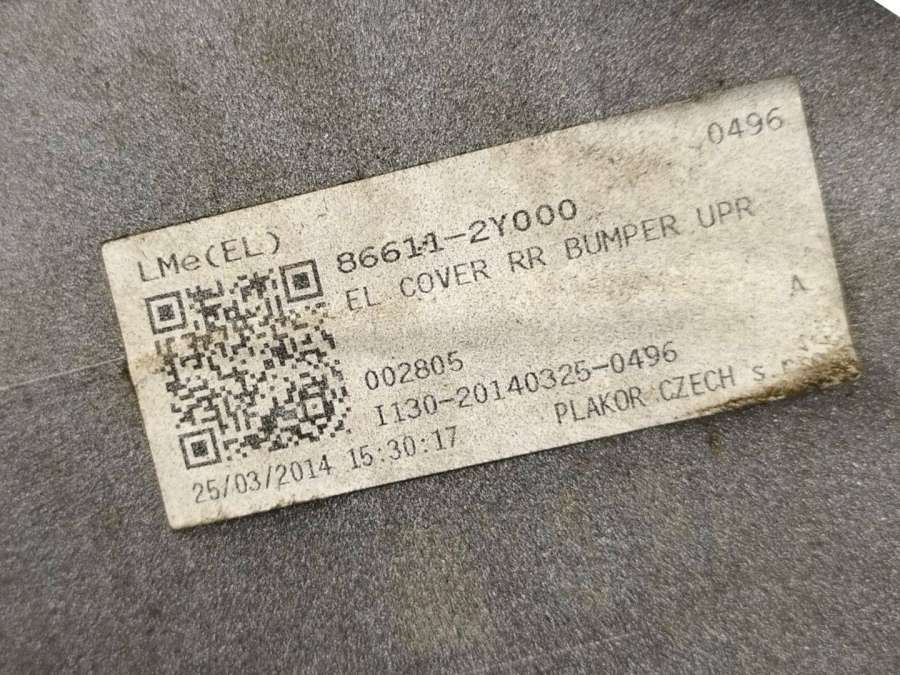 0496
LMe(EL)
86611-2Y000
EL COVER RR BUMPER UPR
A
002805
I130-20140325-0496
PLAKOR CZECH s.
25/03/2014 15:30:17